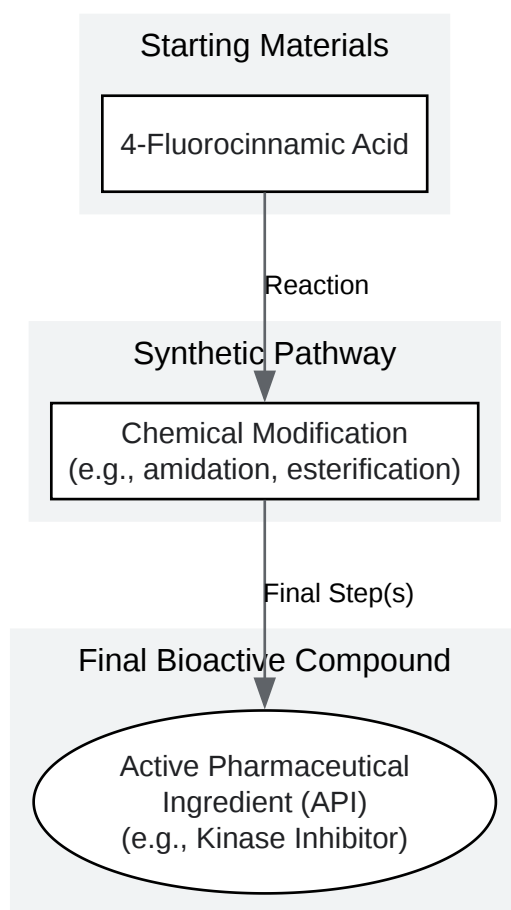 Starting Materials
4-Fluorocinnamic Acid
Reaction
Synthetic Pathway
Chemical Modification
(e.g., amidation, esterification)
Final Step(s)
Final Bioactive Compound
Active Pharmaceutical
Ingredient (API)
(e.g., Kinase Inhibitor)